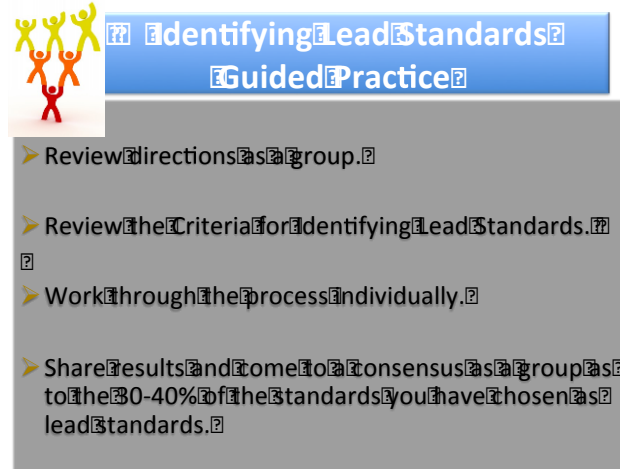 Identifying Lead Standards
Guided Practice
Review directions as a group.
Review the Criteria for Identifying Lead Standards.
Work through the process individually.
Share results and come to a consensus as a group as
to the 30-40% of the standards you have chosen as
lead standards.